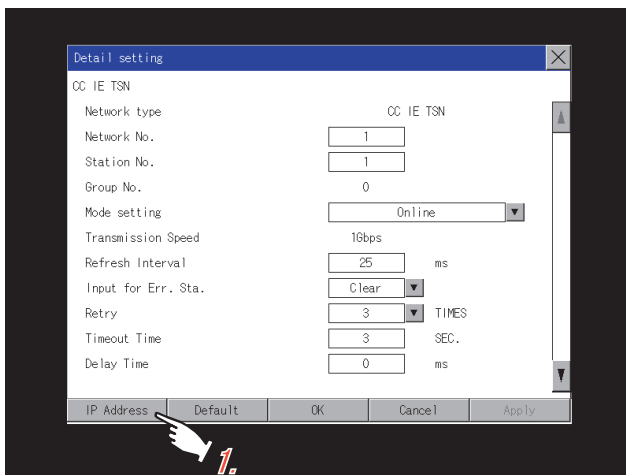 Detail setting
CC IE TSN
Network type CC IE TSN
Network No. 1
Station No. 1
Group No. 0
Mode setting Online
Transmission Speed 1Gbps
Refresh Interval 25 ms
Input for Err. Sta. Clear
Retry 3 TIMES
Timeout Time 3 SEC.
Delay Time 0 ms
IP Address Default OK Cancel Apply
1.